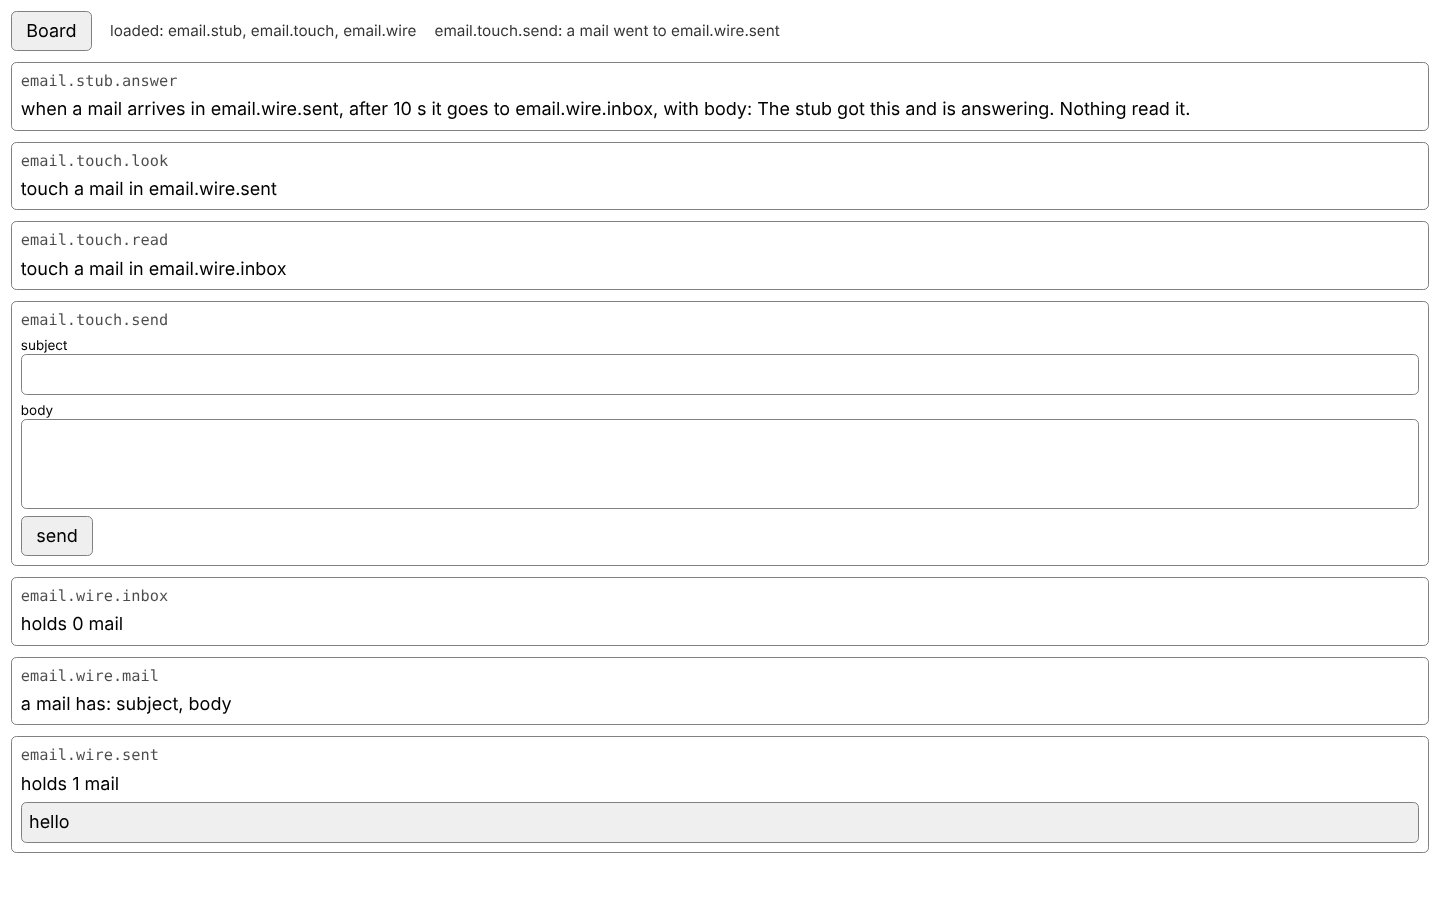 Board loaded: email.stub, email.touch, email.wire email.touch.send: a mail went to email.wire.sent
email.stub.answer
when a mail arrives in email.wire.sent, after 10 s it goes to email.wire.inbox, with body: The stub got this and is answering. Nothing read it.
email.touch.look
touch a mail in email.wire.sent
email.touch.read
touch a mail in email.wire.inbox
email.touch.send
subject
body
send
email.wire.inbox
holds 0 mail
email.wire.mail
a mail has: subject, body
email.wire.sent
holds 1 mail
hello